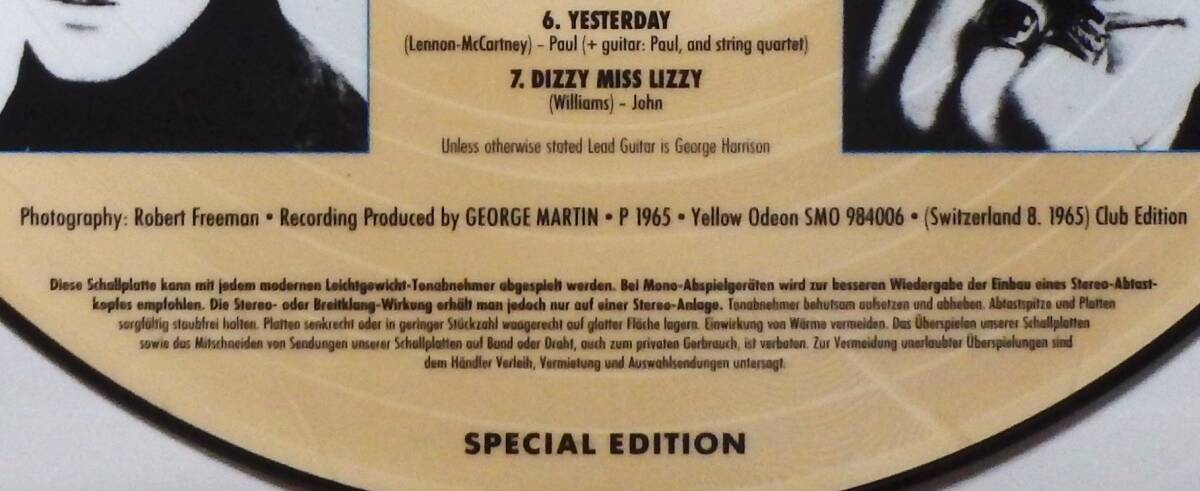 6. YESTERDAY
(Lennon-McCartney) – Paul (+ guitar: Paul, and string quartet)
7. DIZZY MISS LIZZY
(Williams) – John
Unless otherwise stated Lead Guitar is George Harrison
Photography: Robert Freeman • Recording Produced by GEORGE MARTIN • P 1965 • Yellow Odeon SMO 984006 • (Switzerland 8. 1965) Club Edition
Diese Schallplatte kann mit jedem modernen Leichtgewicht-Tonabnehmer abgespielt werden. Bei Mono-Abspielgeräten wird zur besseren Wiedergabe der Einbau eines Stereo-Abtast-
kopfes empfohlen. Die Stereo- oder Breitklang-Wirkung erhält man jedoch nur auf einer Stereo-Anlage. Tonabnehmer behutsam aufsetzen und abheben. Abtastspitze und Platten
sorgfältig staubfrei halten. Platten senkrecht oder in geringer Stückzahl waagerecht auf glatter Fläche lagern. Einwirkung von Wärme vermeiden. Das Überspielen unserer Schallplatten
sowie das Mitschneiden von Sendungen unserer Schallplatten auf Band oder Draht, auch zum privaten Gerbrauch, ist verboten. Zur Vermeidung unerlaubter Überspielungen sind
dem Händler Verleih, Vermietung und Auswahlsendungen untersagt.
SPECIAL EDITION